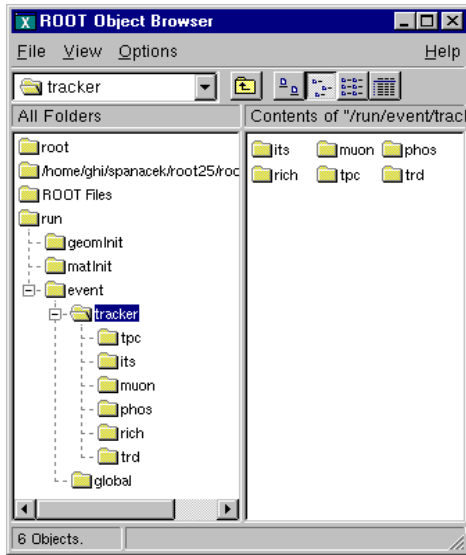 ROOT Object Browser
File View Options Help
tracker
All Folders
Contents of "/run/event/trac
root
/home/ghi/spanacek/root25/roo
ROOT Files
run
geomInit
matInit
event
tracker
tpc
its
muon
phos
rich
trd
global
its muon phos
rich tpc trd
6 Objects.